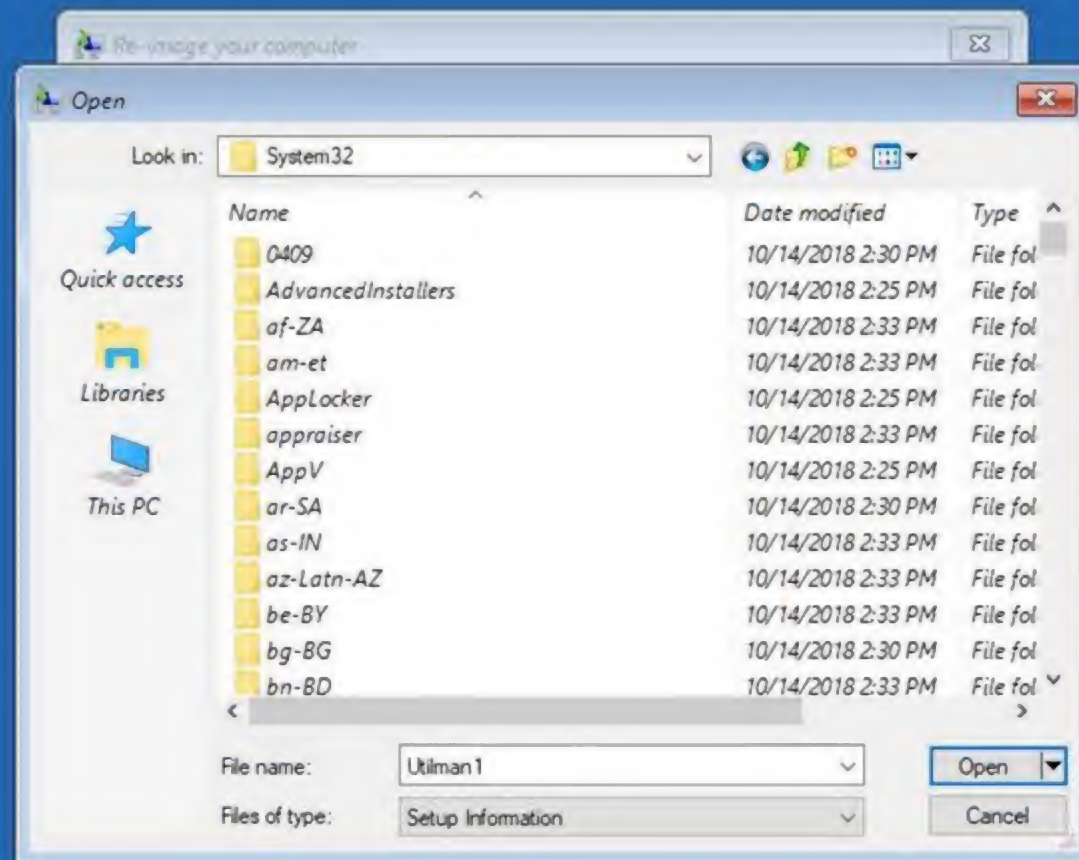 Re-image your computer
Open
Look in: System32
Name Date modified Type
0409 10/14/2018 2:30 PM File fol
AdvancedInstallers 10/14/2018 2:25 PM File fol
af-ZA 10/14/2018 2:33 PM File fol
am-et 10/14/2018 2:33 PM File fol
AppLocker 10/14/2018 2:25 PM File fol
appraiser 10/14/2018 2:33 PM File fol
AppV 10/14/2018 2:25 PM File fol
ar-SA 10/14/2018 2:30 PM File fol
as-IN 10/14/2018 2:33 PM File fol
az-Latn-AZ 10/14/2018 2:33 PM File fol
be-BY 10/14/2018 2:33 PM File fol
bg-BG 10/14/2018 2:30 PM File fol
bn-BD 10/14/2018 2:33 PM File fol
Quick access
Libraries
This PC
File name: Utilman1 Open
Files of type: Setup Information Cancel